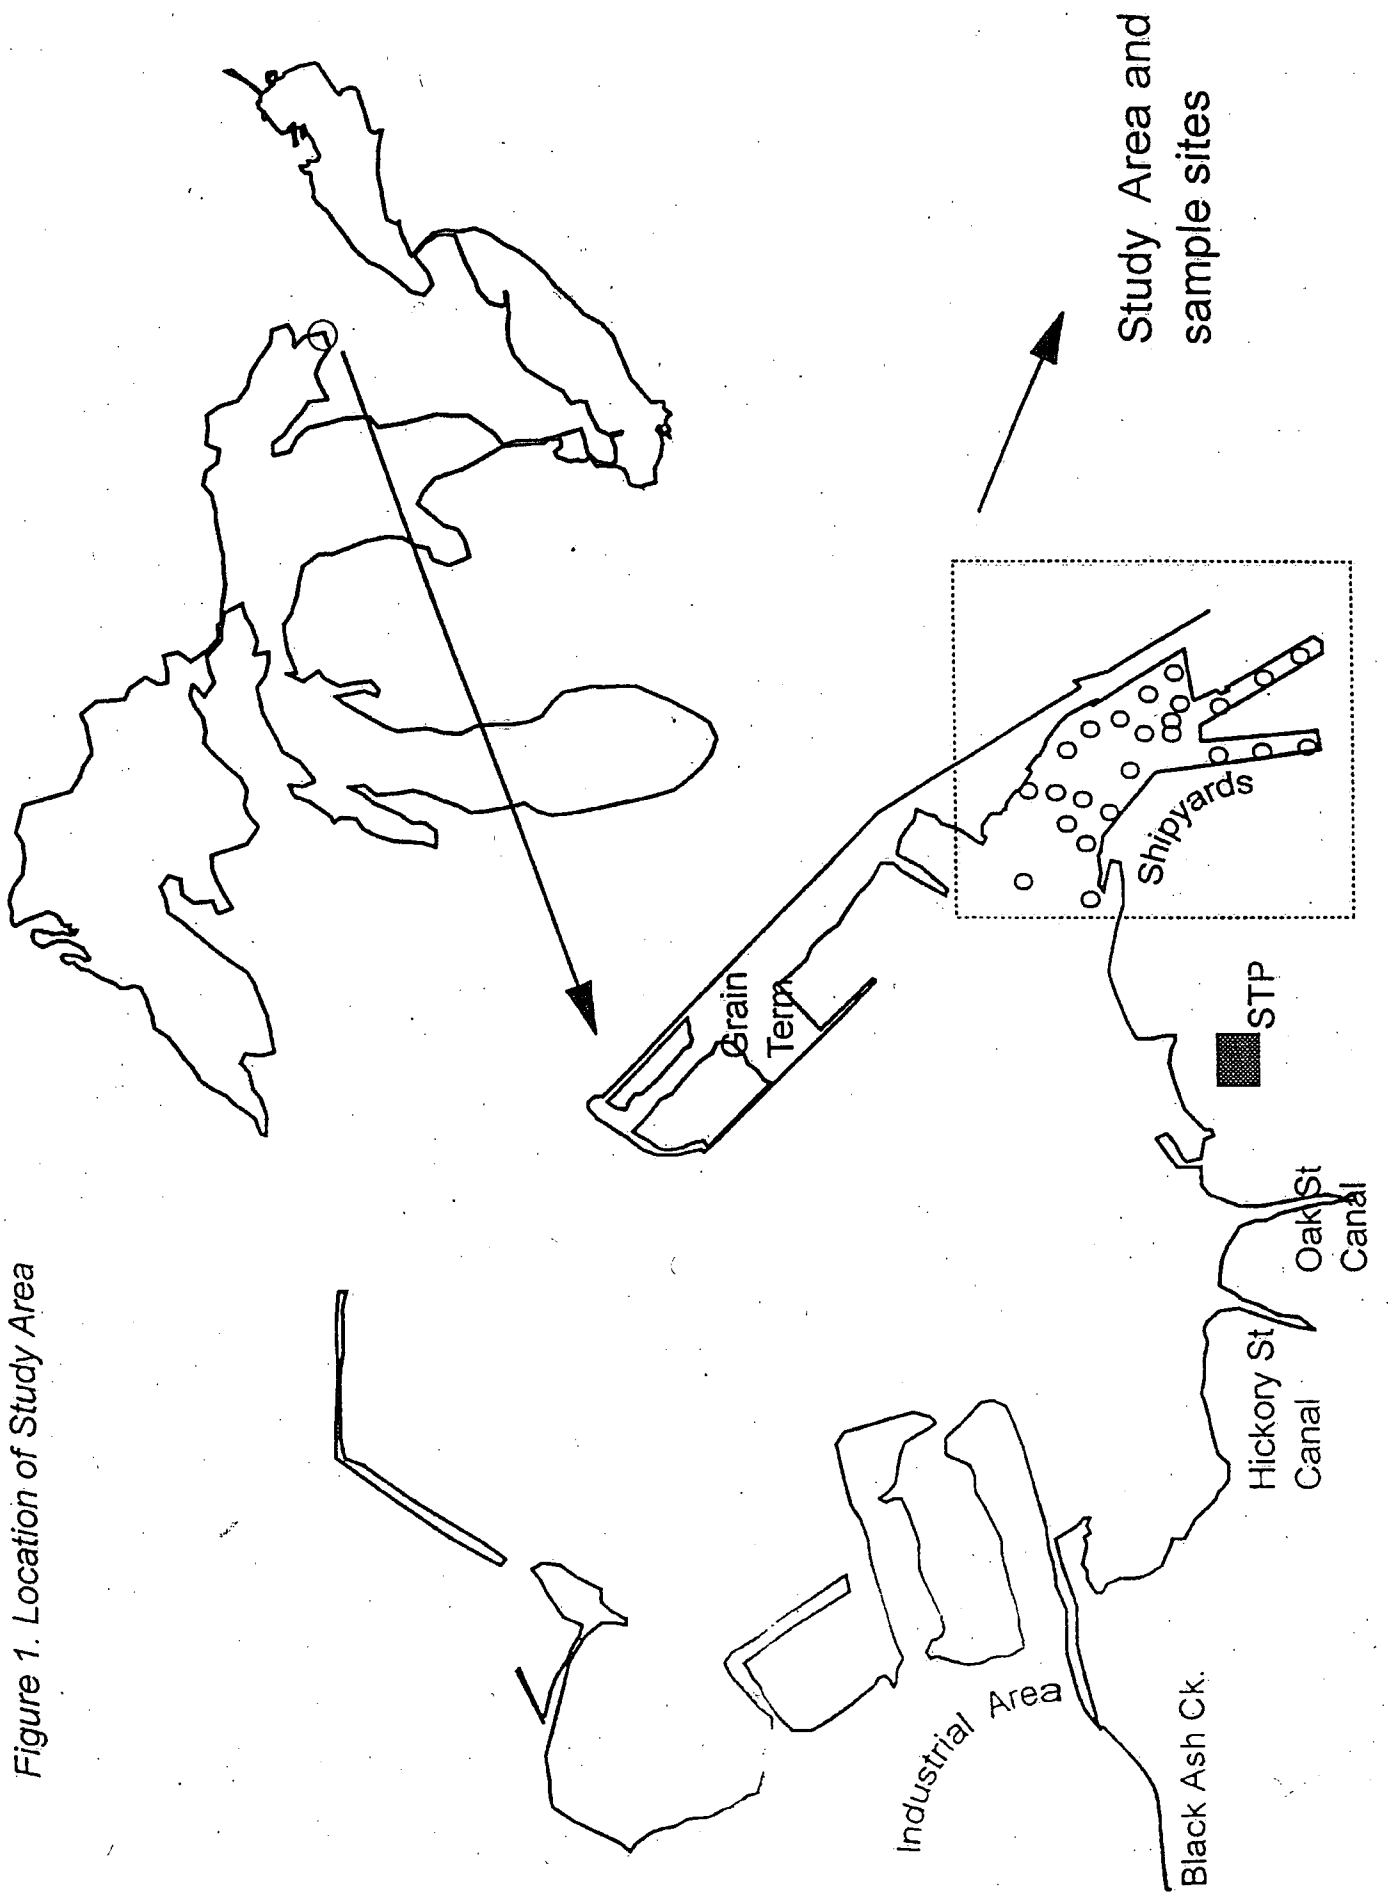 Figure 1. Location of Study Area
Study Area and
sample sites
Grain
Term
Shipyards
STP
Oak St
Canal
Hickory St
Canal
Industrial Area
Black Ash Ck.